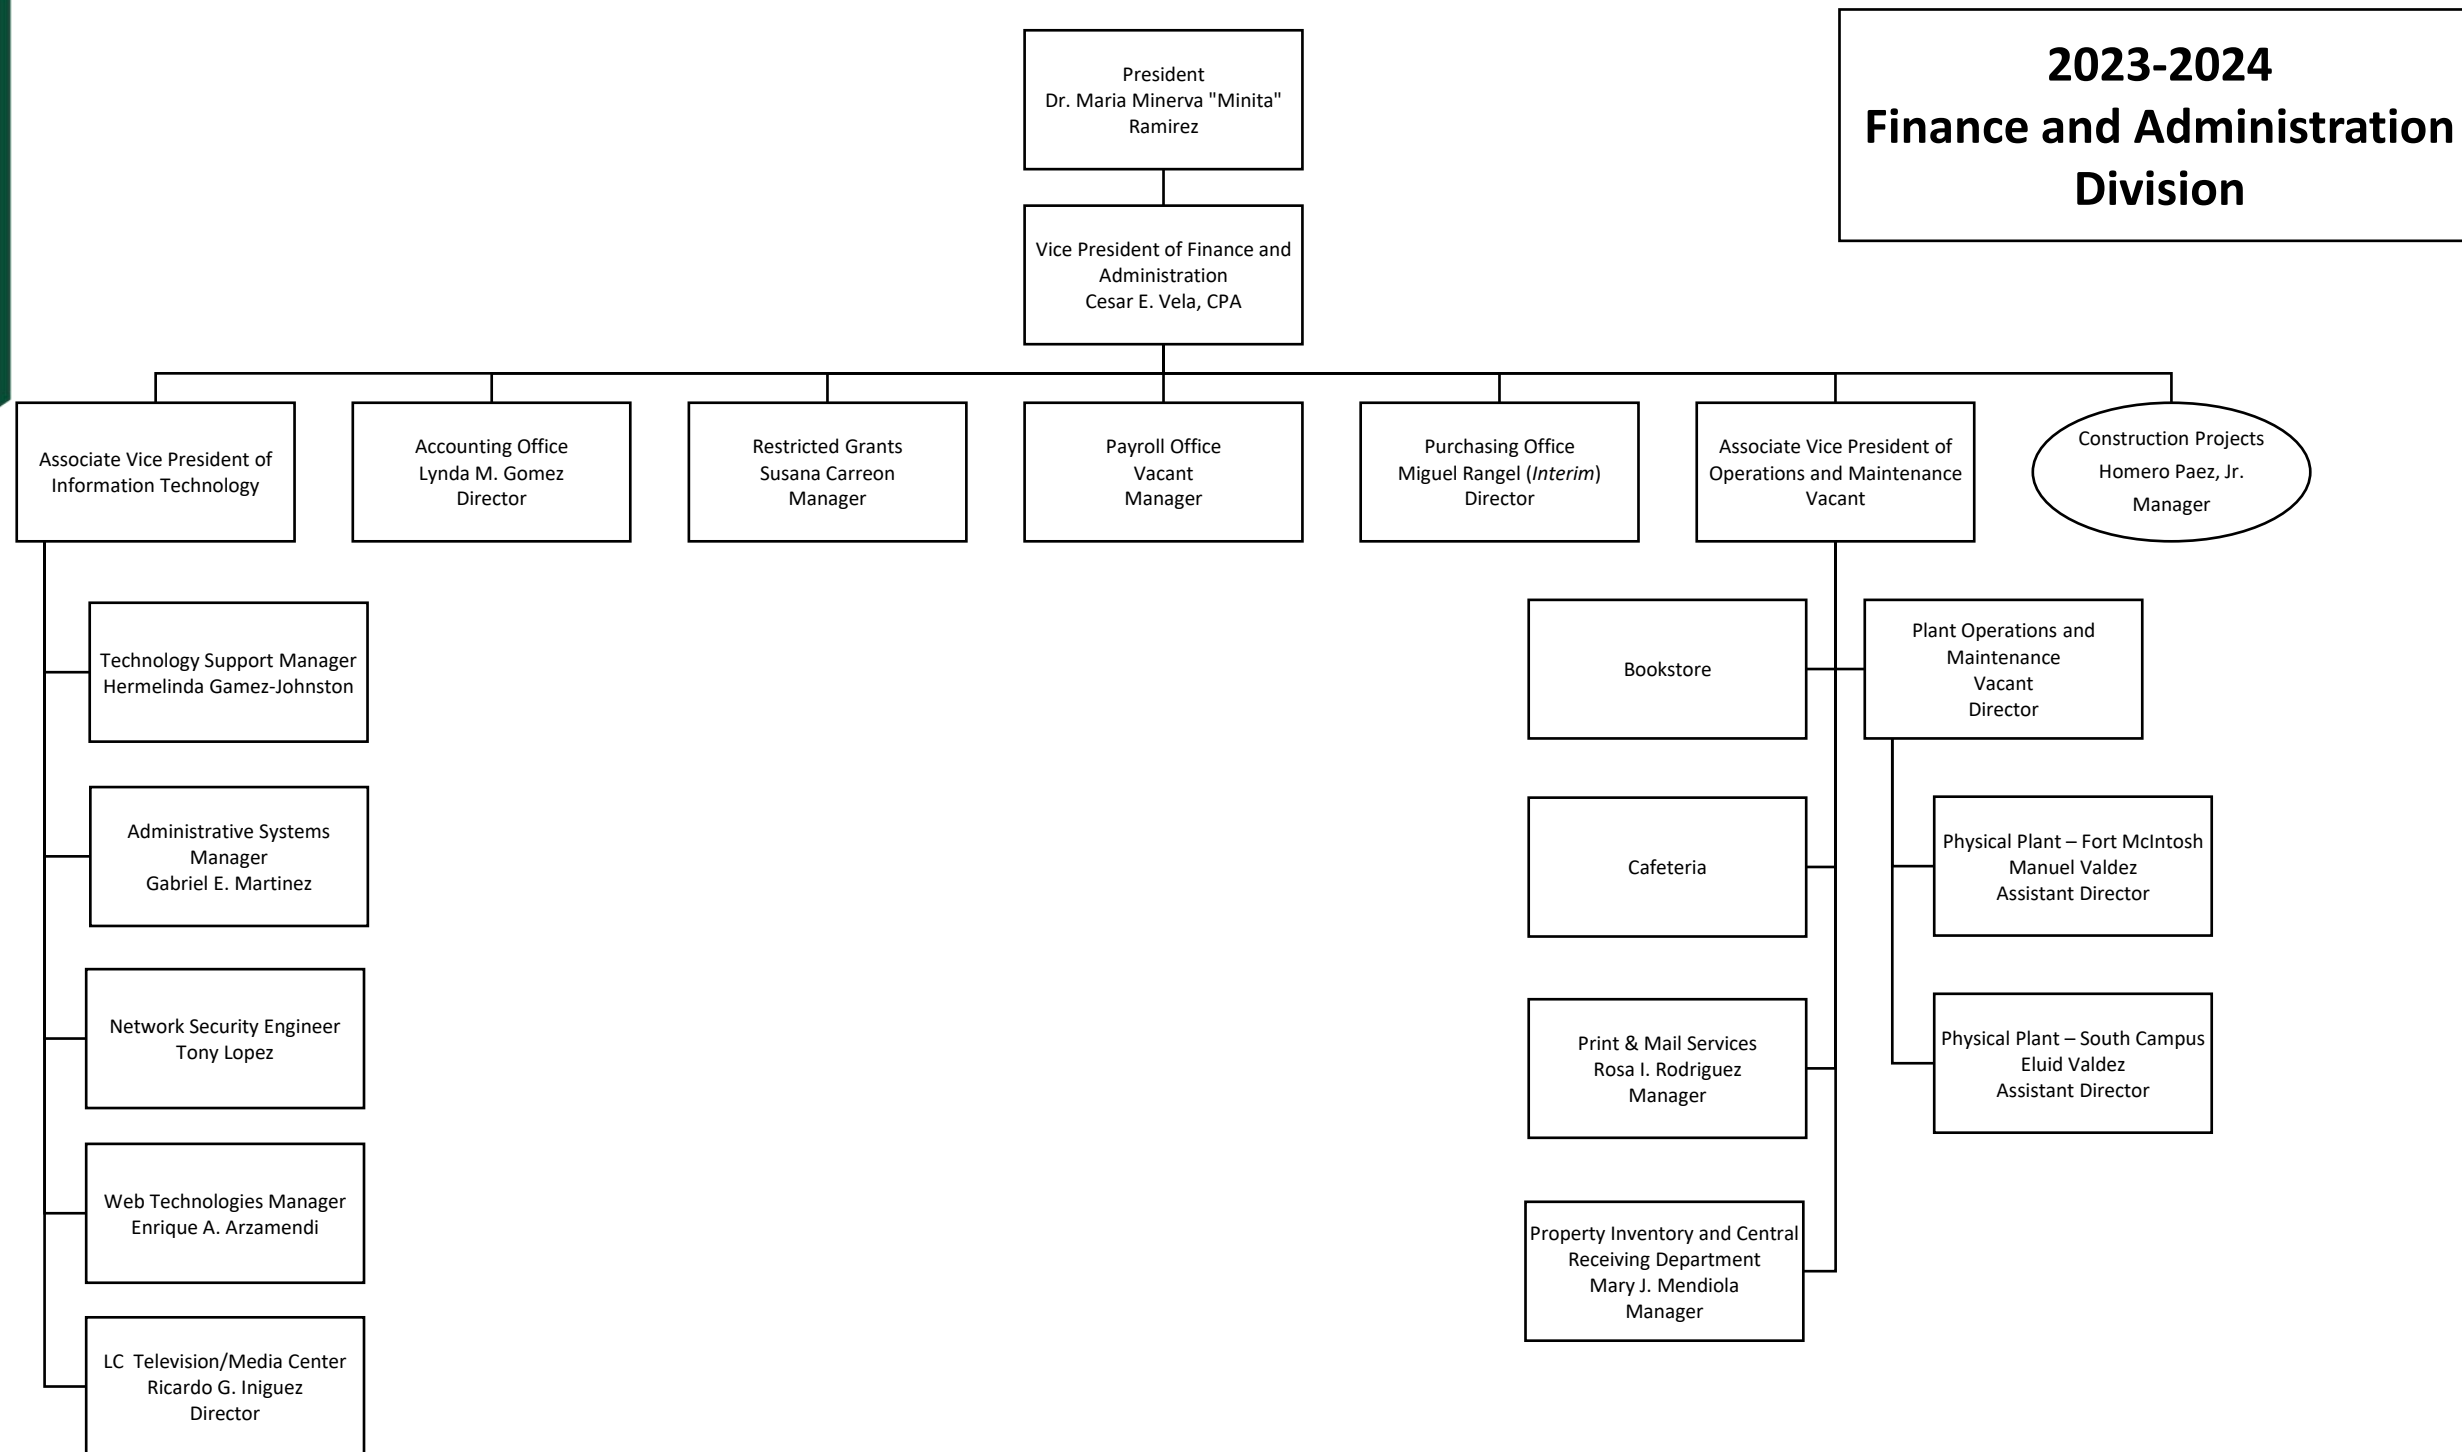 2023-2024
Finance and Administration
Division
President
Dr. Maria Minerva "Minita"
Ramirez
Vice President of Finance and
Administration
Cesar E. Vela, CPA
Associate Vice President of
Information Technology
Accounting Office
Lynda M. Gomez
Director
Restricted Grants
Susana Carreon
Manager
Payroll Office
Vacant
Manager
Purchasing Office
Miguel Rangel (Interim)
Director
Associate Vice President of
Operations and Maintenance
Vacant
Construction Projects
Homero Paez, Jr.
Manager
Technology Support Manager
Hermelinda Gamez-Johnston
Administrative Systems
Manager
Gabriel E. Martinez
Network Security Engineer
Tony Lopez
Web Technologies Manager
Enrique A. Arzamendi
LC  Television/Media Center
Ricardo G. Iniguez
Director
Bookstore
Cafeteria
Print & Mail Services
Rosa I. Rodriguez
Manager
Property Inventory and Central
Receiving Department
Mary J. Mendiola
Manager
Plant Operations and
Maintenance
Vacant
Director
Physical Plant – Fort McIntosh
Manuel Valdez
Assistant Director
Physical Plant – South Campus
Eluid Valdez
Assistant Director